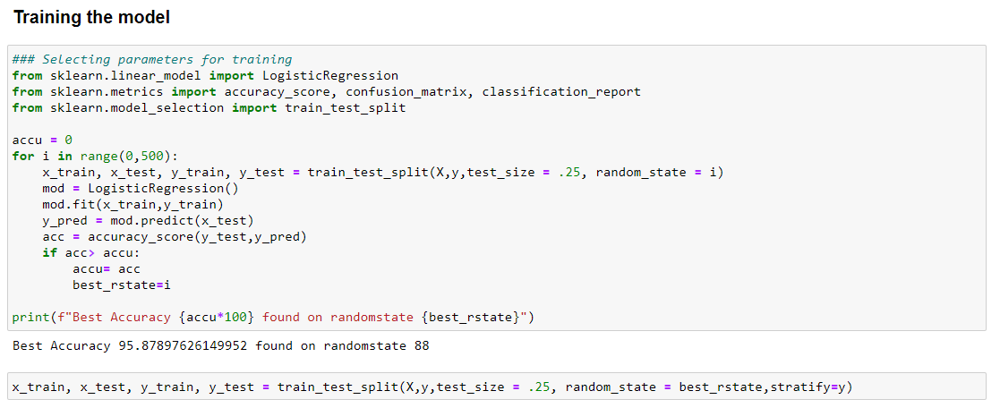 Training the model
### Selecting parameters for training
from sklearn.linear_model import LogisticRegression
from sklearn.metrics import accuracy_score, confusion_matrix, classification_report
from sklearn.model_selection import train_test_split
accu = 0
for i in range(0,500):
    x_train, x_test, y_train, y_test = train_test_split(X,y,test_size = .25, random_state = i)
    mod = LogisticRegression()
    mod.fit(x_train,y_train)
    y_pred = mod.predict(x_test)
    acc = accuracy_score(y_test,y_pred)
    if acc> accu:
        accu= acc
        best_rstate=i
print(f"Best Accuracy {accu*100} found on randomstate {best_rstate}")
Best Accuracy 95.87897626149952 found on randomstate 88
x_train, x_test, y_train, y_test = train_test_split(X,y,test_size = .25, random_state = best_rstate,stratify=y)